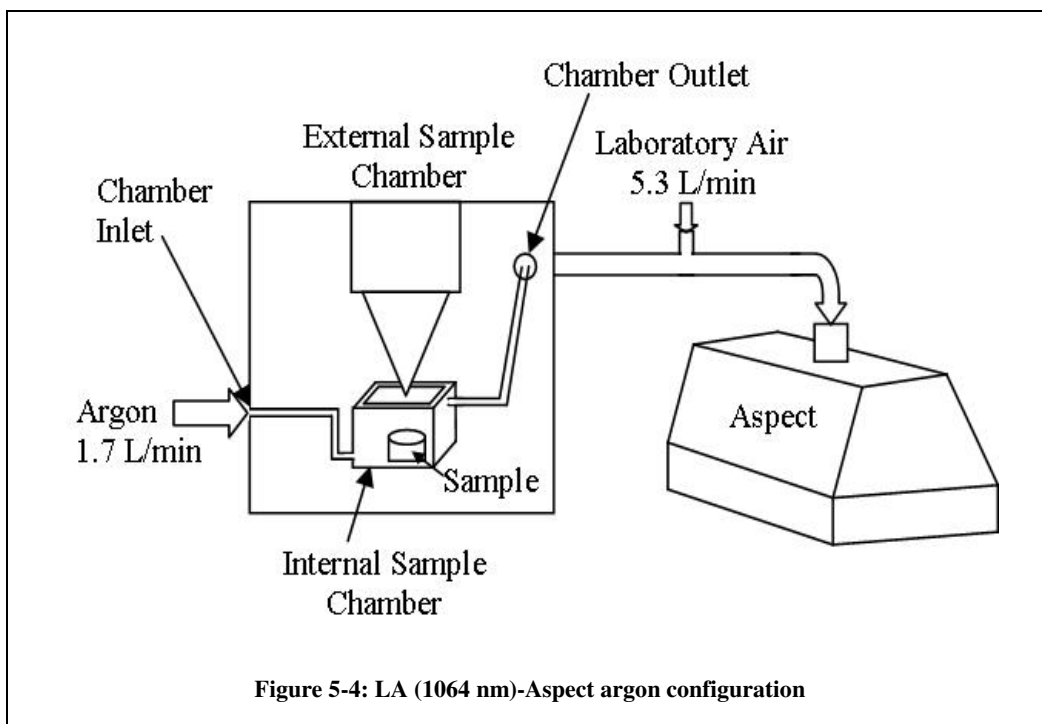 Chamber Outlet
External Sample
Chamber
Laboratory Air
5.3 L/min
Chamber
Inlet
Argon
1.7 L/min
Aspect
Sample
Internal Sample
Chamber
Figure 5-4: LA (1064 nm)-Aspect argon configuration